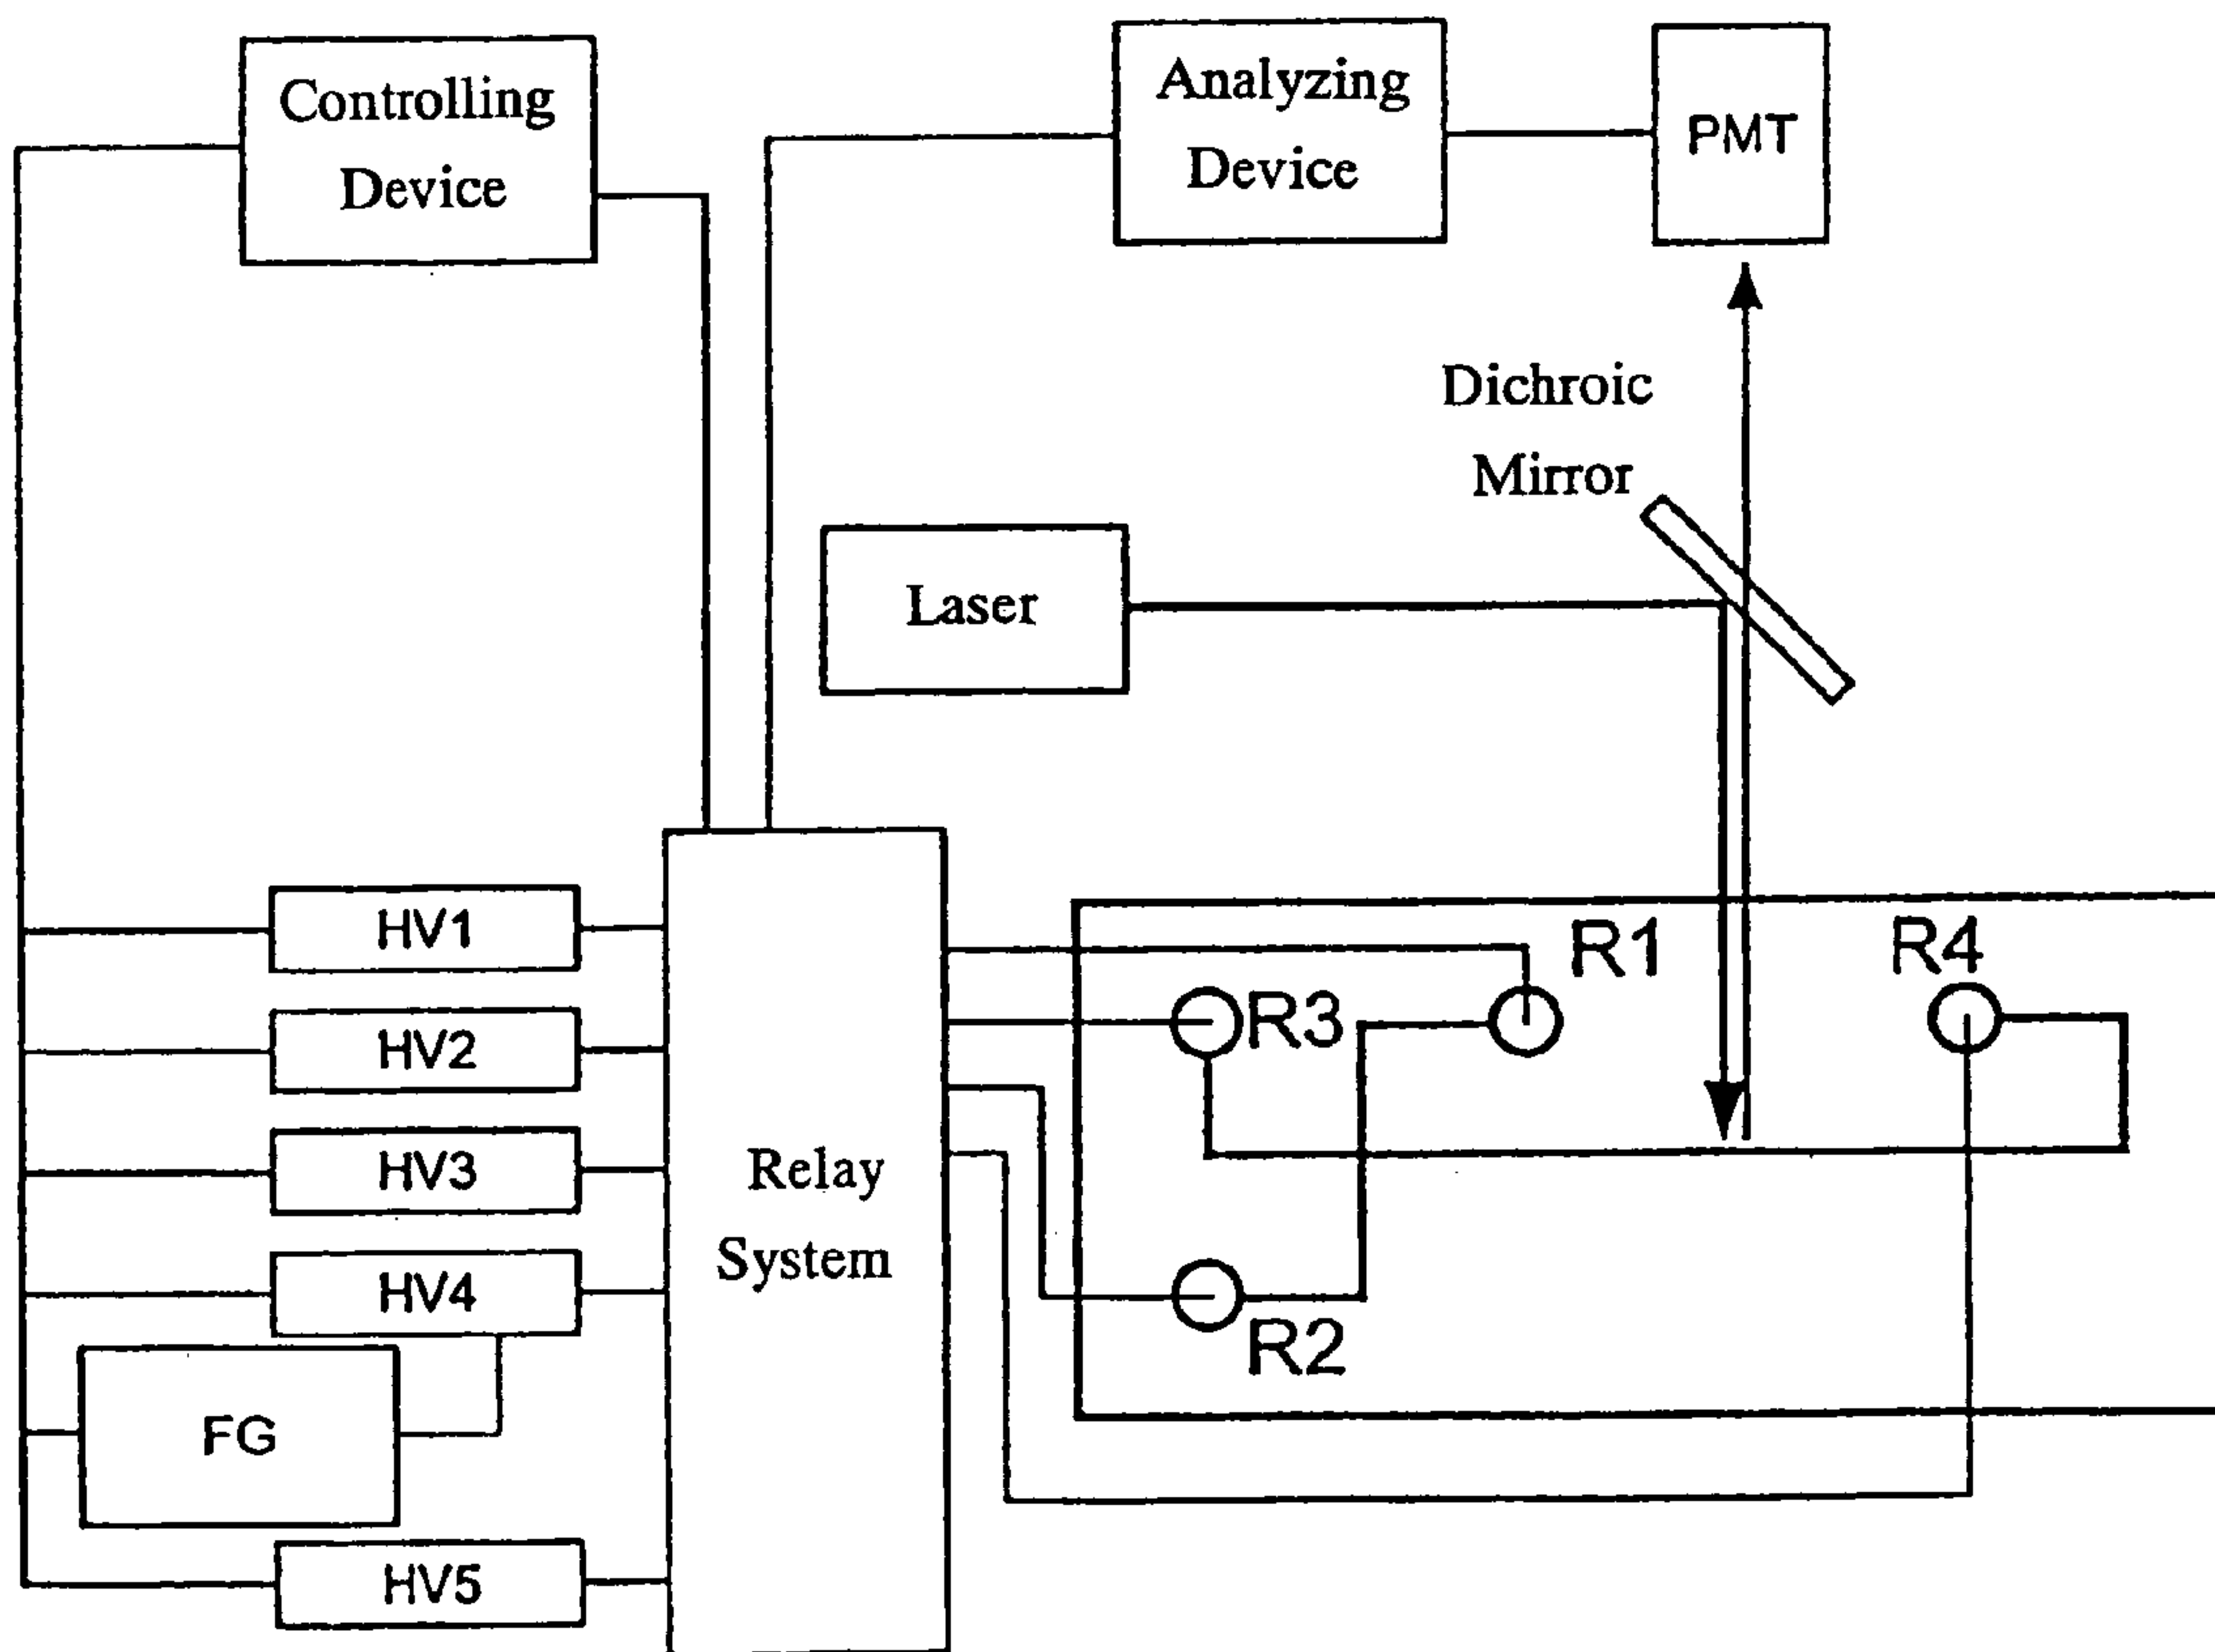 Controlling
Device
Analyzing
Device
PMT
Dichroic
Mirror
Laser
HV1
HV2
HV3
HV4
FG
HV5
Relay
System
R1
R4
R3
R2